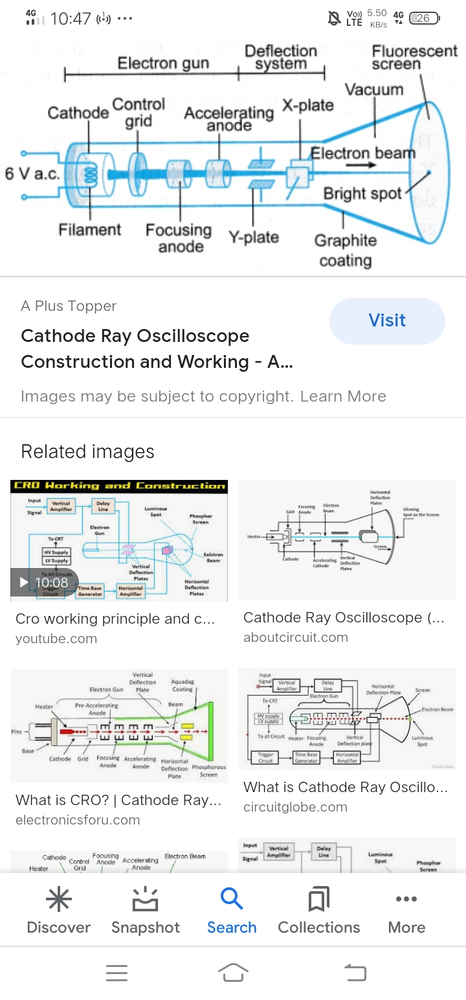 4G 10:47
Vo)) LTE 5.50 KB/s 4G 26
Electron gun
Deflection
system
Fluorescent
screen
Vacuum
Cathode
Control
grid
Accelerating
anode
X-plate
Electron beam
6 V a.c.
Bright spot
Filament
Focusing
anode
Y-plate
Graphite
coating
A Plus Topper
Visit
Cathode Ray Oscilloscope
Construction and Working - A...
Images may be subject to copyright. Learn More
Related images
CRO Working and Construction
Input
Signal
Vertical
Amplifier
Delay
Line
Luminous
Spot
Phosphor
Screen
Electron
Gun
To CRT
HV Supply
LV Supply
To All Circuits
Vertical
Deflection
Plates
Beam
Trigger
Circuit
Time Base
Generator
Horizontal
Amplifier
Horizontal
Deflection
Plates
10:08
Cro working principle and c...
youtube.com
Horizontal
Deflection
Plates
Grid
Focusing
Anode
Electron
Beam
Glowing
Spot on the Screen
Heater
Screen
Cathode
Accelerating
Cathode
Vertical
Deflection
Plates
Cathode Ray Oscilloscope (...
aboutcircuit.com
Vertical
Deflection
Plate
Electron Gun
Aquadag
Coating
Heater
Pre-Accelerating
Anode
Beam
Pins
Base
Cathode
Grid
Focusing
Anode
Accelerating
Anode
Horizontal
Deflection
Plate
Phosphorous
Screen
What is CRO? | Cathode Ray...
electronicsforu.com
Input
Signal
Vertical
Amplifier
Delay
Line
Electron Gun
Horizontal
Deflection Plate
Screen
To CRT
HV supply
LV supply
Electron Beam
To all Circuit
Heater
Focusing
Anode
Vertical
Deflection plate
Luminous
Spot
Trigger
Circuit
Time Base
Generator
Horizontal
Amplifier
What is Cathode Ray Oscillo...
circuitglobe.com
Cathode
Heater
Control
Grid
Focusing
Anode
Accelerating
Anode
Electron Beam
Input
Signal
Vertical
Amplifier
Delay
Line
Luminous
Spot
Phosphor
Screen
Discover
Snapshot
Search
Collections
More